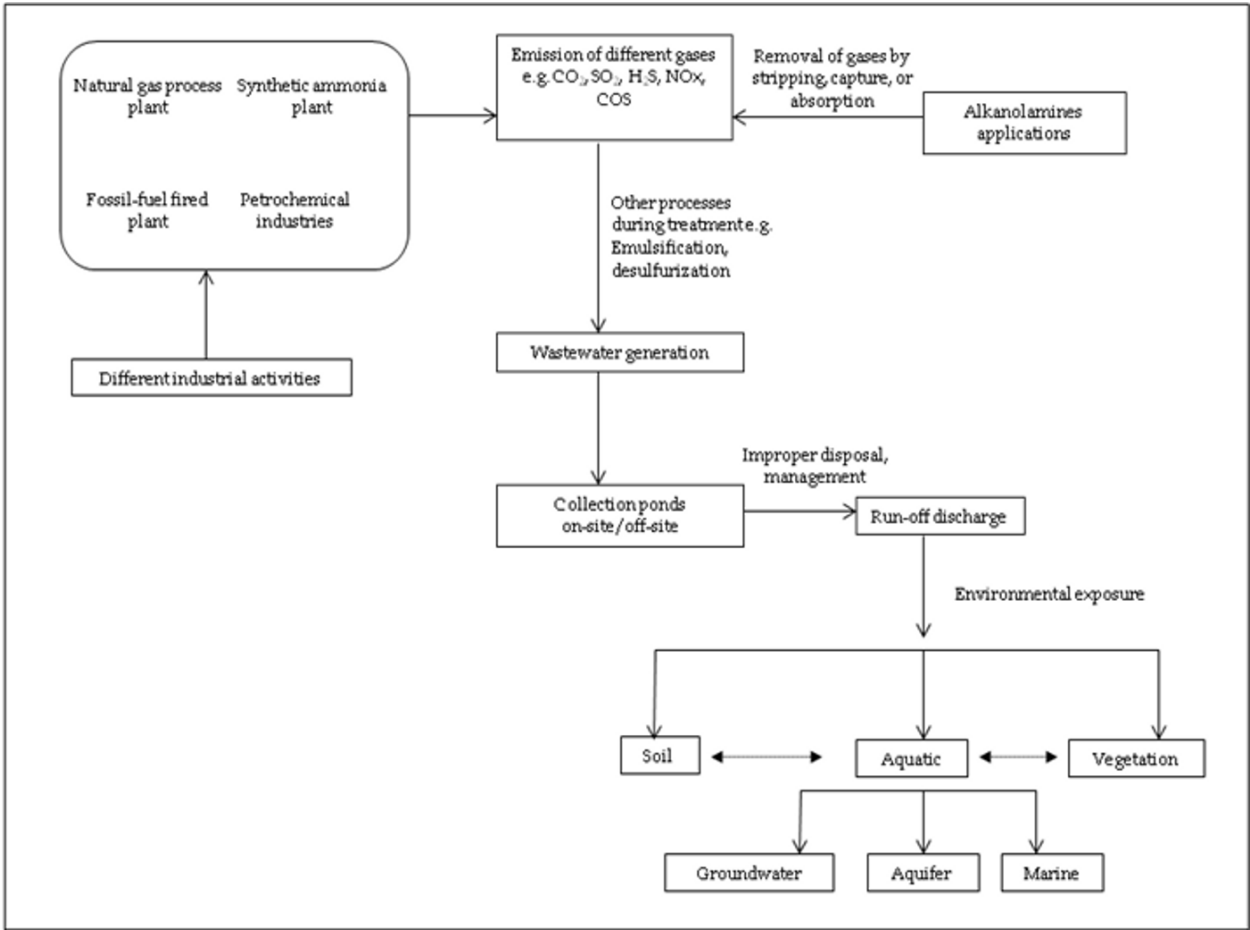 Natural gas process
plant
Synthetic ammonia
plant
Fossil-fuel fired
plant
Petrochemical
industries
Different industrial activities
Emission of different gases
e.g. CO₂, SO₂, H₂S, NOx,
COS
Removal of gases by
stripping, capture, or
absorption
Alkanolamines
applications
Other processes
during treatment e.g.
Emulsification,
desulfurization
Wastewater generation
Collection ponds
on-site/off-site
Improper disposal,
management
Run-off discharge
Environmental exposure
Soil
Aquatic
Vegetation
Groundwater
Aquifer
Marine